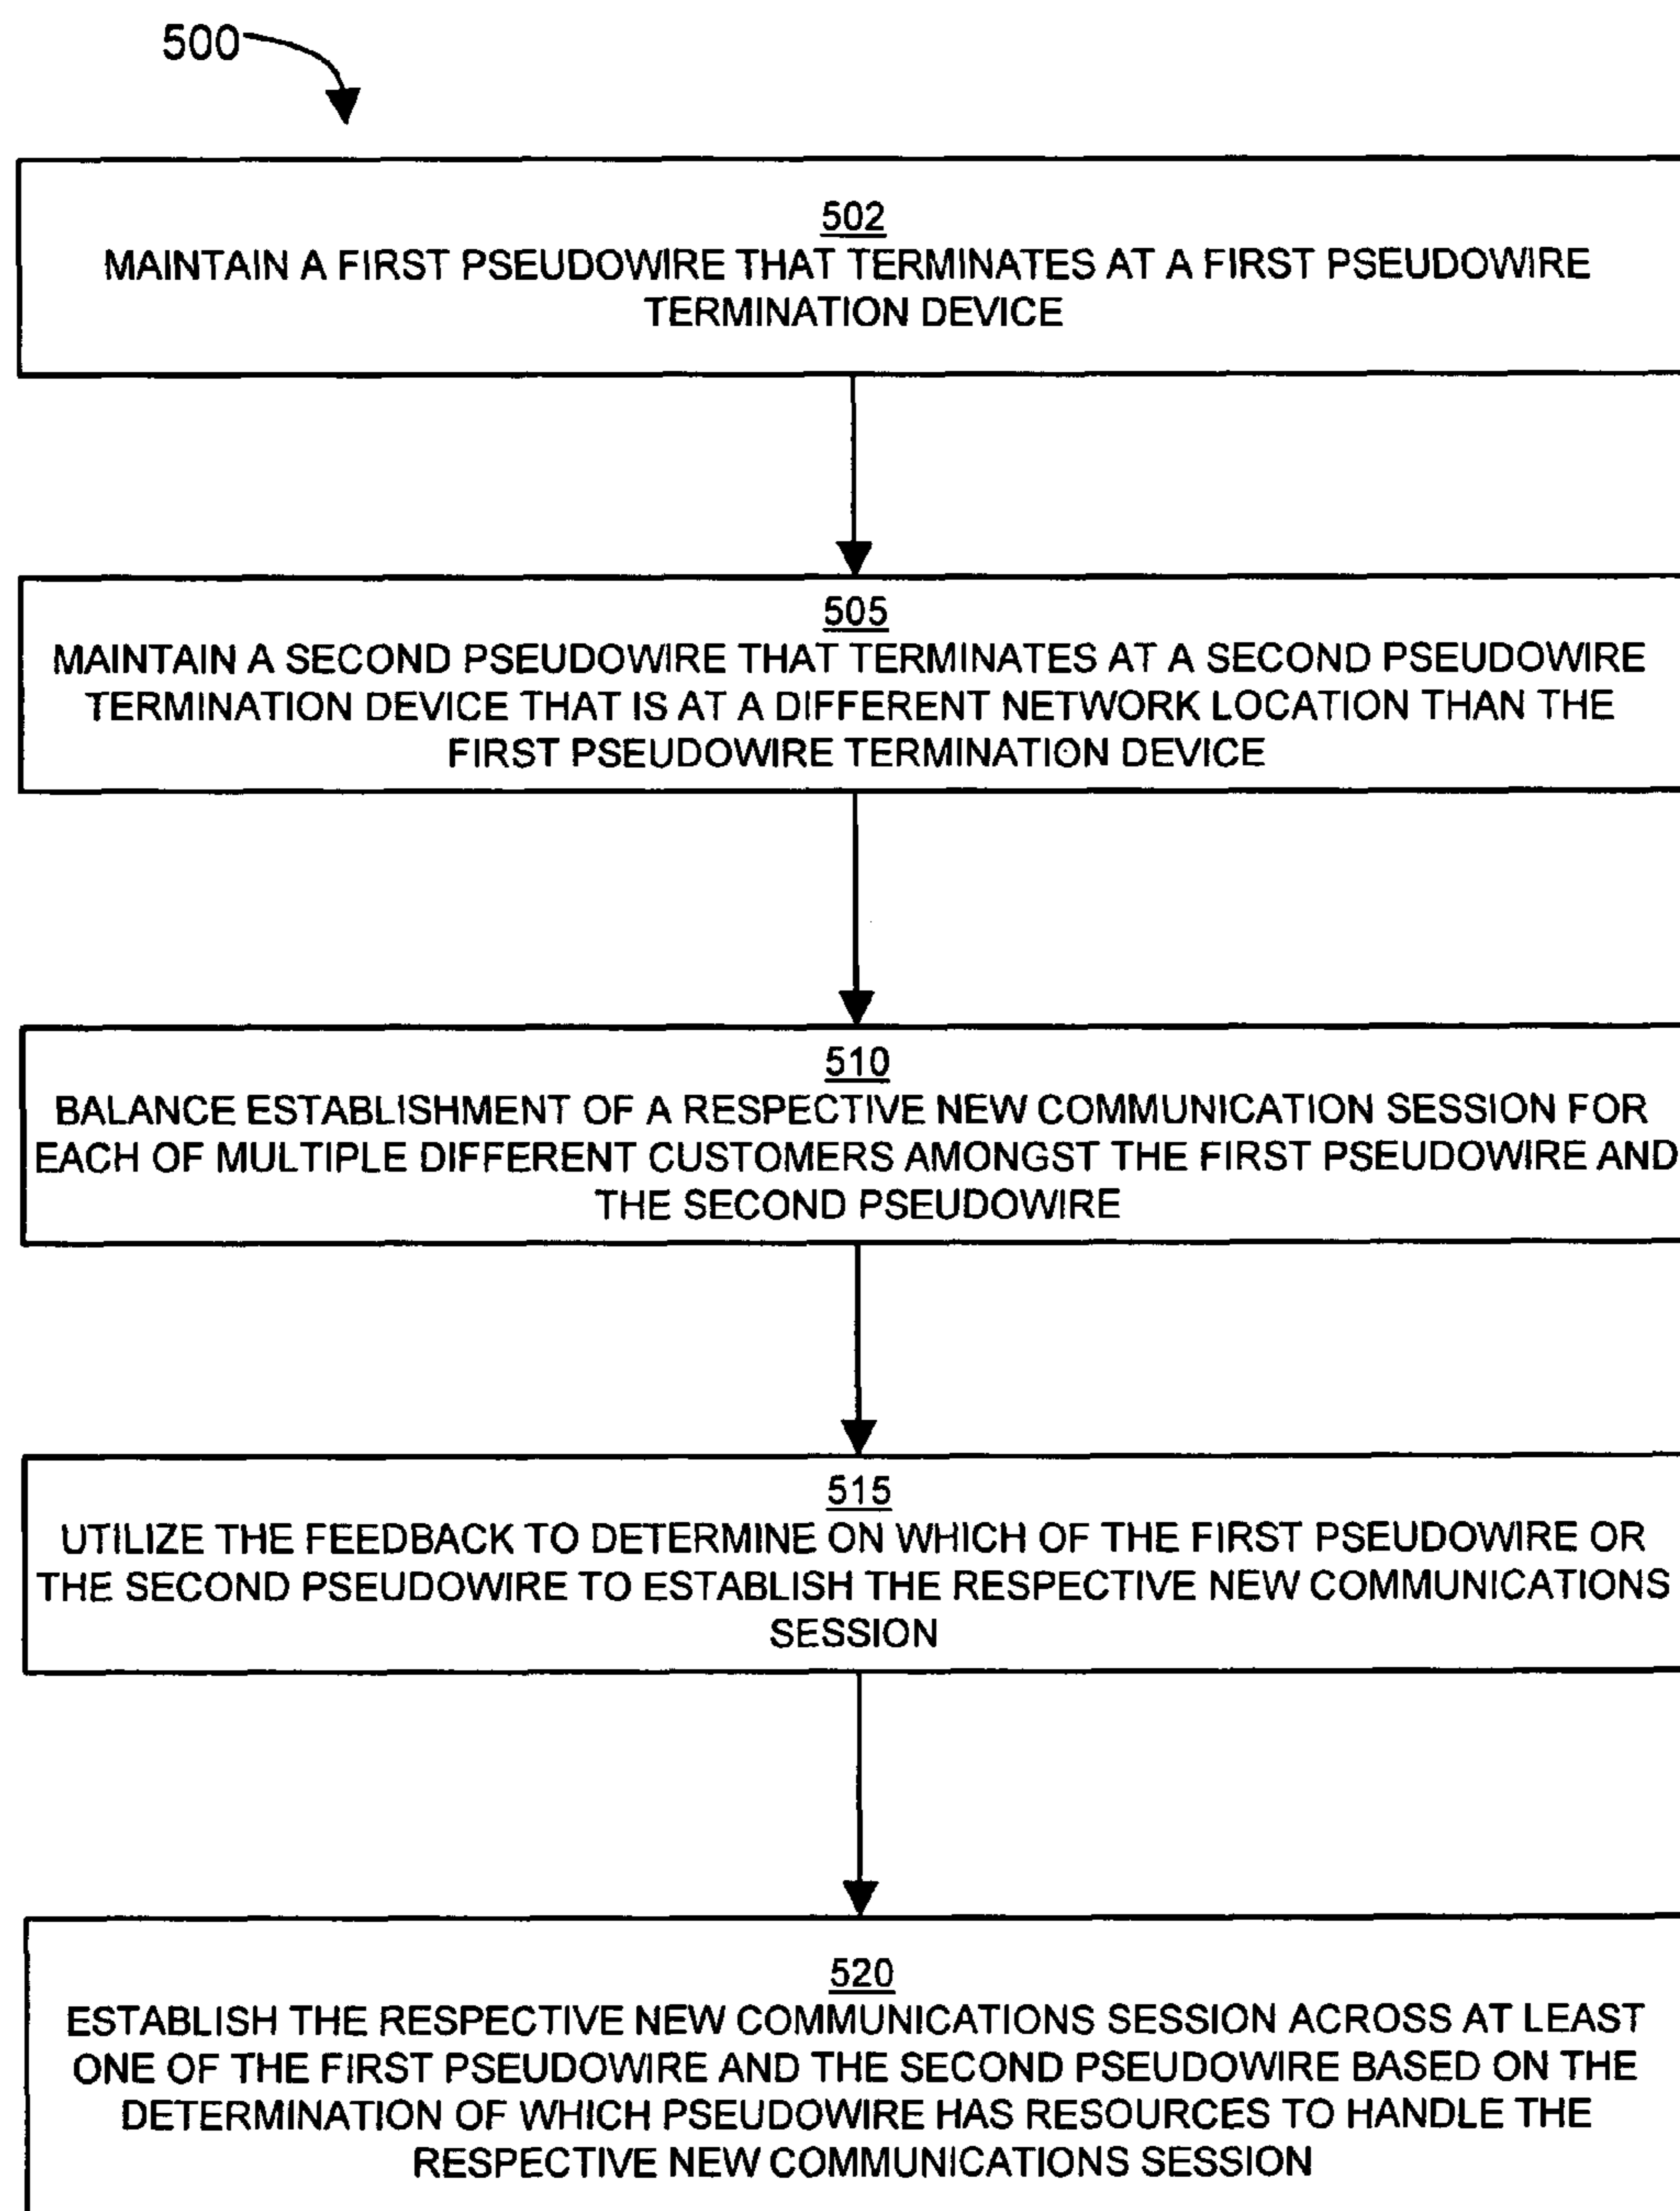 500
502
MAINTAIN A FIRST PSEUDOWIRE THAT TERMINATES AT A FIRST PSEUDOWIRE
TERMINATION DEVICE
505
MAINTAIN A SECOND PSEUDOWIRE THAT TERMINATES AT A SECOND PSEUDOWIRE
TERMINATION DEVICE THAT IS AT A DIFFERENT NETWORK LOCATION THAN THE
FIRST PSEUDOWIRE TERMINATION DEVICE
510
BALANCE ESTABLISHMENT OF A RESPECTIVE NEW COMMUNICATION SESSION FOR
EACH OF MULTIPLE DIFFERENT CUSTOMERS AMONGST THE FIRST PSEUDOWIRE AND
THE SECOND PSEUDOWIRE
515
UTILIZE THE FEEDBACK TO DETERMINE ON WHICH OF THE FIRST PSEUDOWIRE OR
THE SECOND PSEUDOWIRE TO ESTABLISH THE RESPECTIVE NEW COMMUNICATIONS
SESSION
520
ESTABLISH THE RESPECTIVE NEW COMMUNICATIONS SESSION ACROSS AT LEAST
ONE OF THE FIRST PSEUDOWIRE AND THE SECOND PSEUDOWIRE BASED ON THE
DETERMINATION OF WHICH PSEUDOWIRE HAS RESOURCES TO HANDLE THE
RESPECTIVE NEW COMMUNICATIONS SESSION